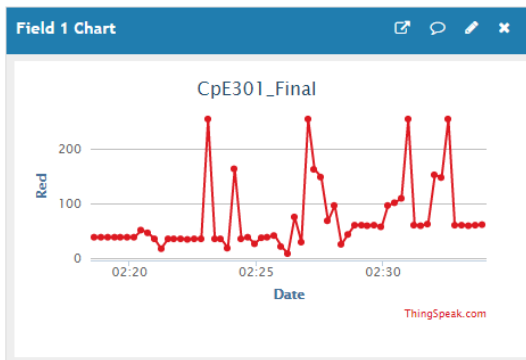 Field 1 Chart
CpE301_Final
Red
200
100
0
02:20 02:25 02:30
Date
ThingSpeak.com